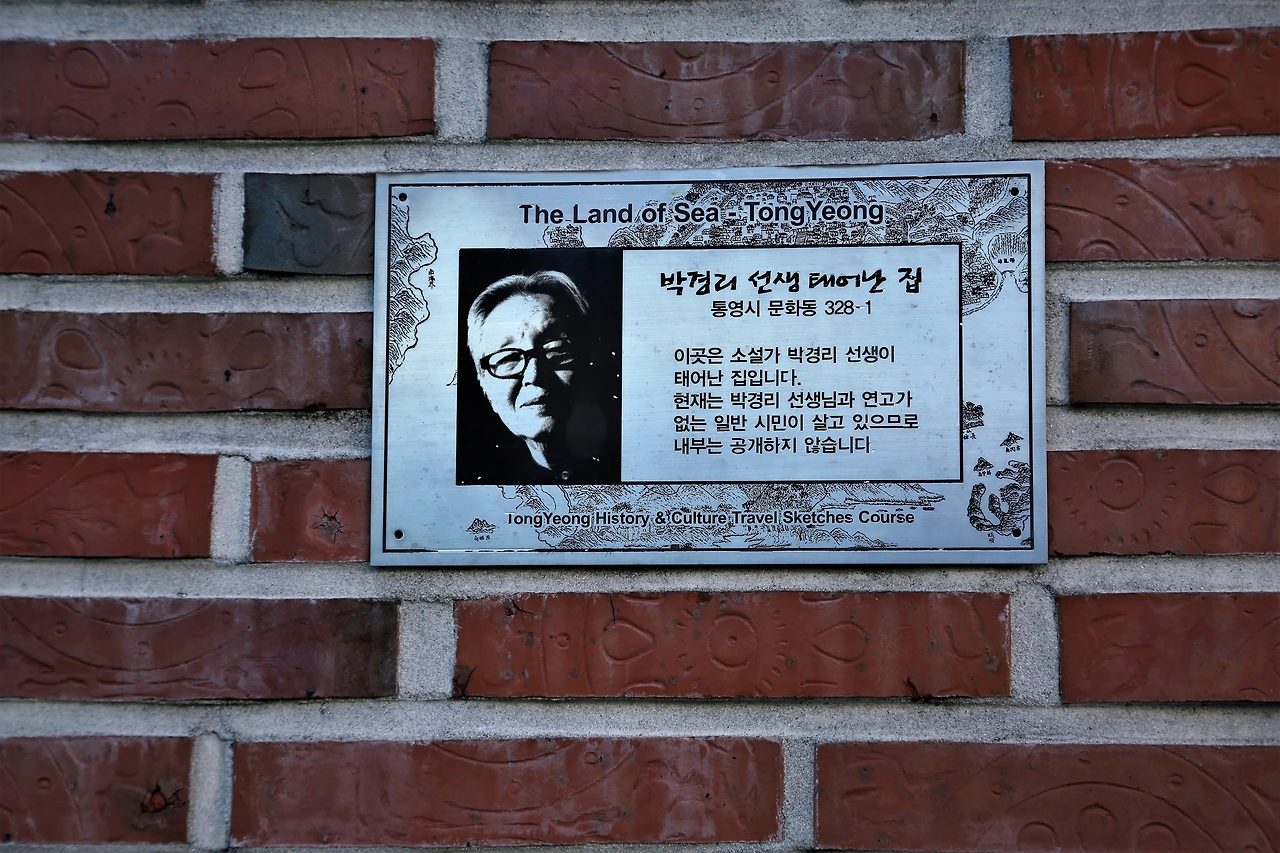 The Land of Sea - TongYeong
박경리 선생 태어난 집
통영시 문화동 328-1
이곳은 소설가 박경리 선생이
태어난 집입니다.
현재는 박경리 선생님과 연고가
없는 일반 시민이 살고 있으므로
내부는 공개하지 않습니다
TongYeong History & Culture Travel Sketches Course